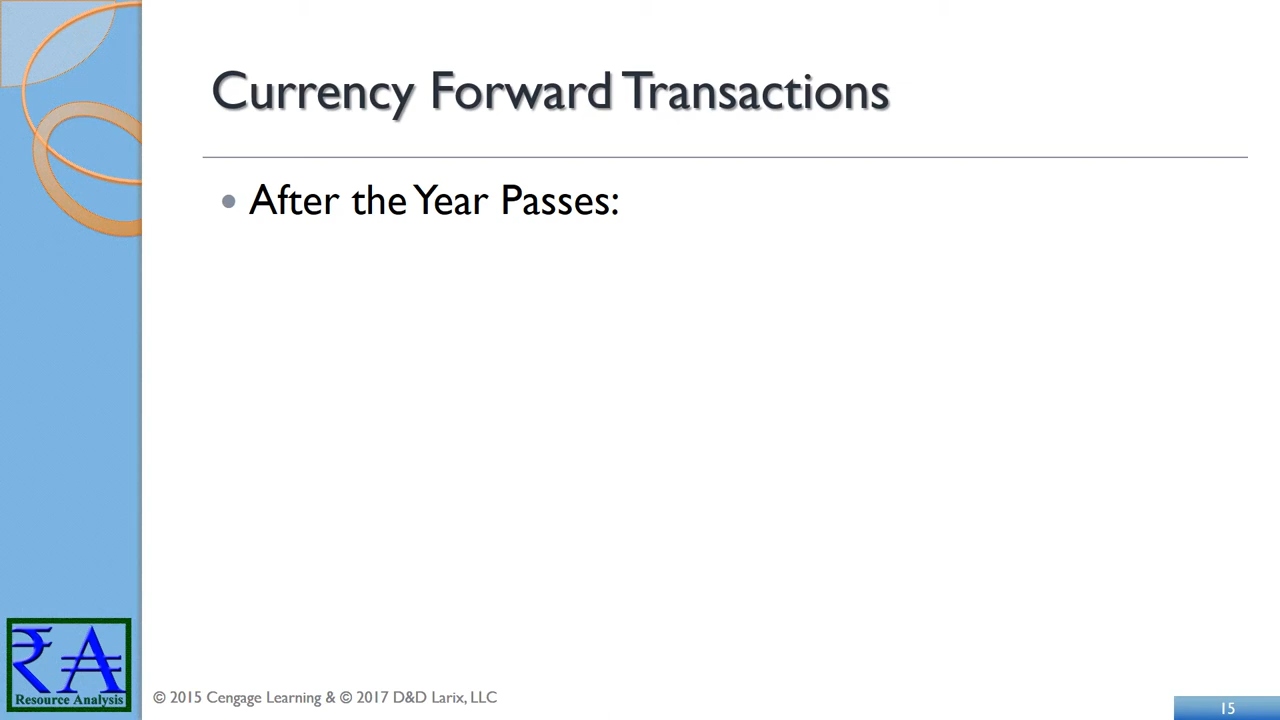 Currency Forward Transactions
• After the Year Passes:
Resource Analysis
© 2015 Cengage Learning & © 2017 D&D Larix, LLC
15